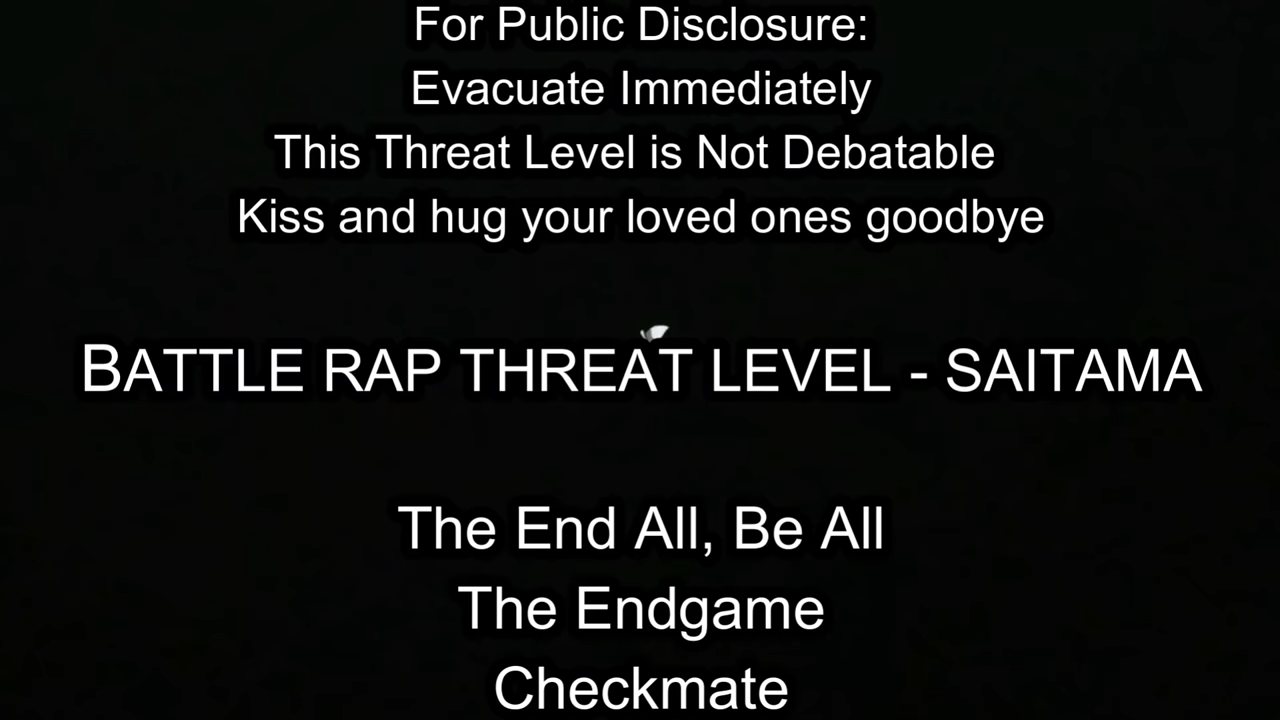 For Public Disclosure:
Evacuate Immediately
This Threat Level is Not Debatable
Kiss and hug your loved ones goodbye
BATTLE RAP THREAT LEVEL - SAITAMA
The End All, Be All
The Endgame
Checkmate